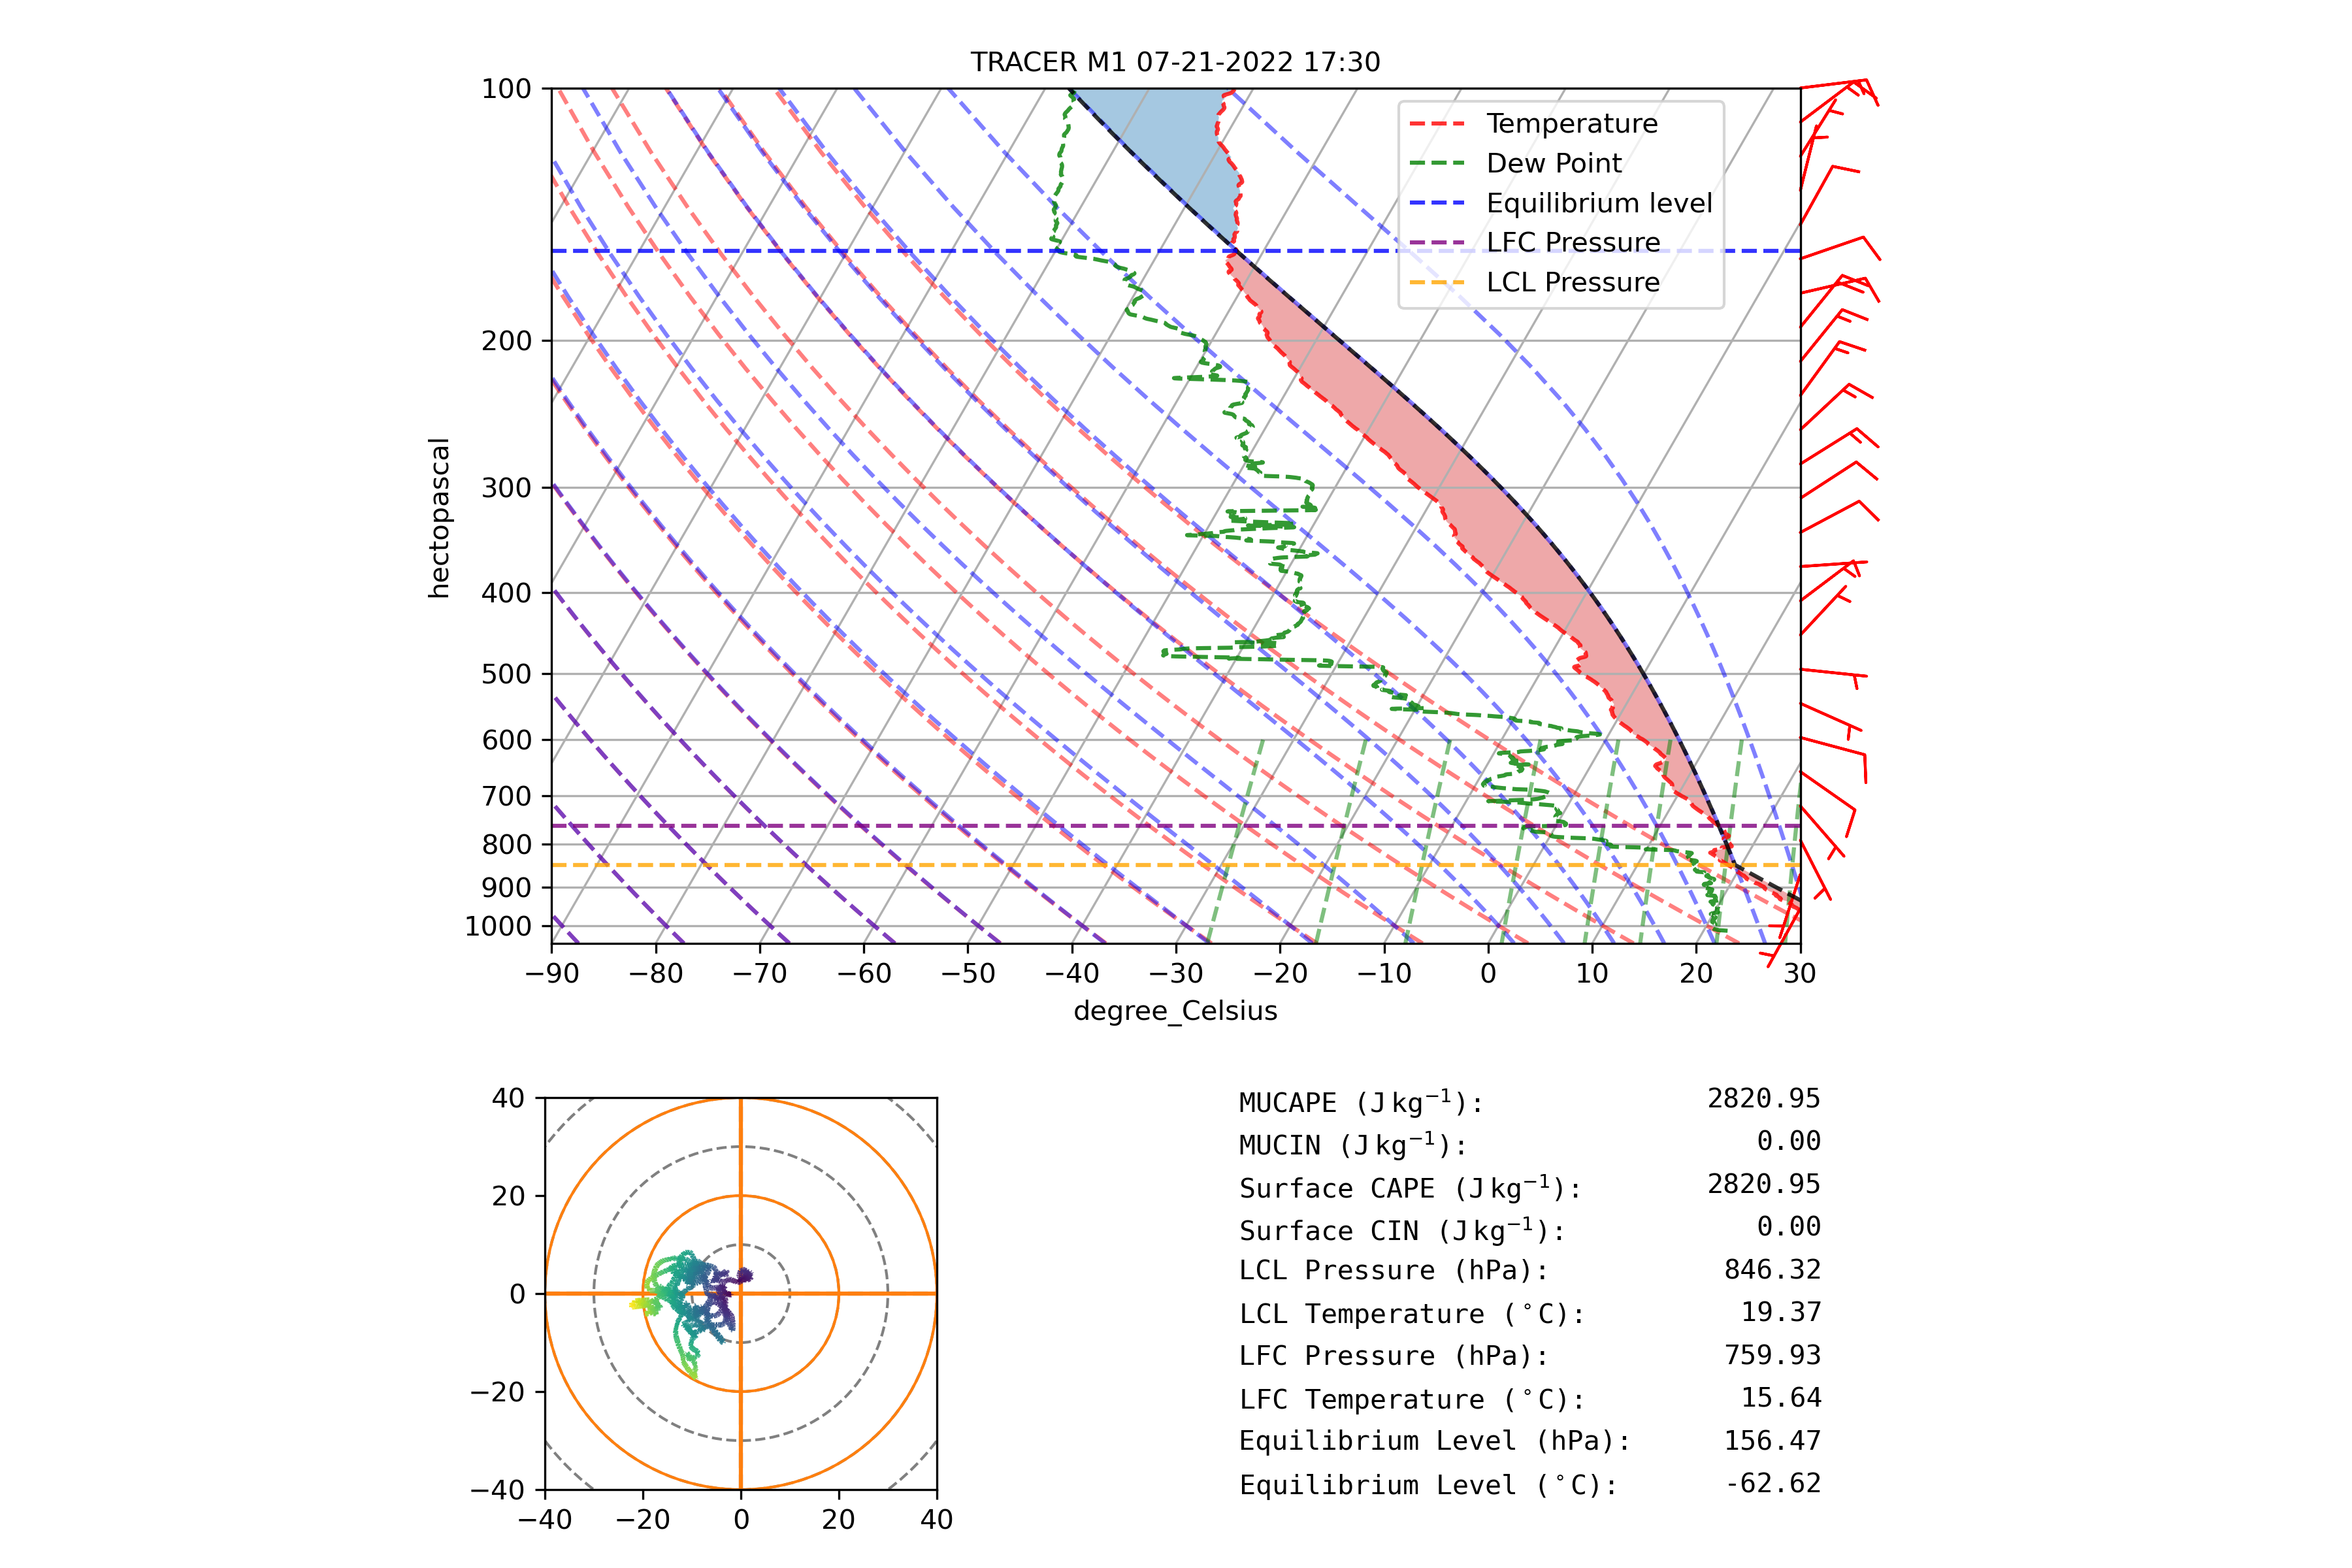 TRACER M1 07-21-2022 17:30
100
200
300
400
500
600
700
800
900
1000
hectopascal
Temperature
Dew Point
Equilibrium level
LFC Pressure
LCL Pressure
−90 −80 −70 −60 −50 −40 −30 −20 −10 0 10 20 30
degree_Celsius
40
20
0
−20
−40
−40 −20 0 20 40
MUCAPE (J kg⁻¹): 2820.95
MUCIN (J kg⁻¹): 0.00
Surface CAPE (J kg⁻¹): 2820.95
Surface CIN (J kg⁻¹): 0.00
LCL Pressure (hPa): 846.32
LCL Temperature (°C): 19.37
LFC Pressure (hPa): 759.93
LFC Temperature (°C): 15.64
Equilibrium Level (hPa): 156.47
Equilibrium Level (°C): -62.62